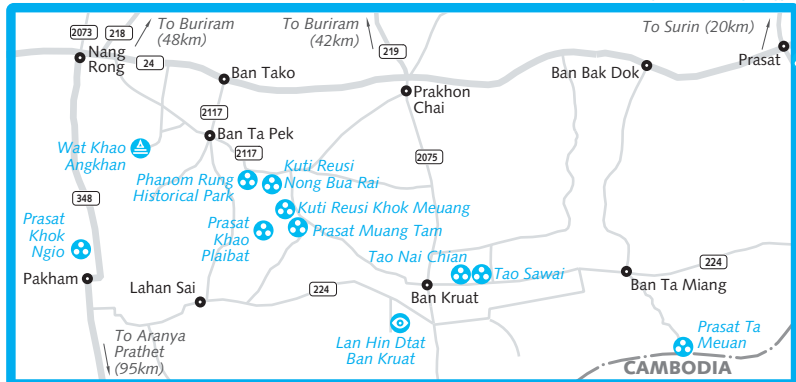 2073
218
To Buriram
(48km)
To Buriram
(42km)
219
To Surin (20km)
Nang
Rong
24
Ban Tako
Prakhon
Chai
Ban Bak Dok
Prasat
2117
Ban Ta Pek
Wat Khao
Angkhan
2117
2075
Kuti Reusi
Nong Bua Rai
Phanom Rung
Historical Park
348
Kuti Reusi Khok Meuang
Prasat
Khok
Ngio
Prasat
Khao
Plaibat
Prasat Muang Tam
Tao Nai Chian
Tao Sawai
224
Pakham
Lahan Sai
224
Ban Kruat
Ban Ta Miang
To Aranya
Prathet
(95km)
Lan Hin Dtat
Ban Kruat
Prasat Ta
Meuan
CAMBODIA